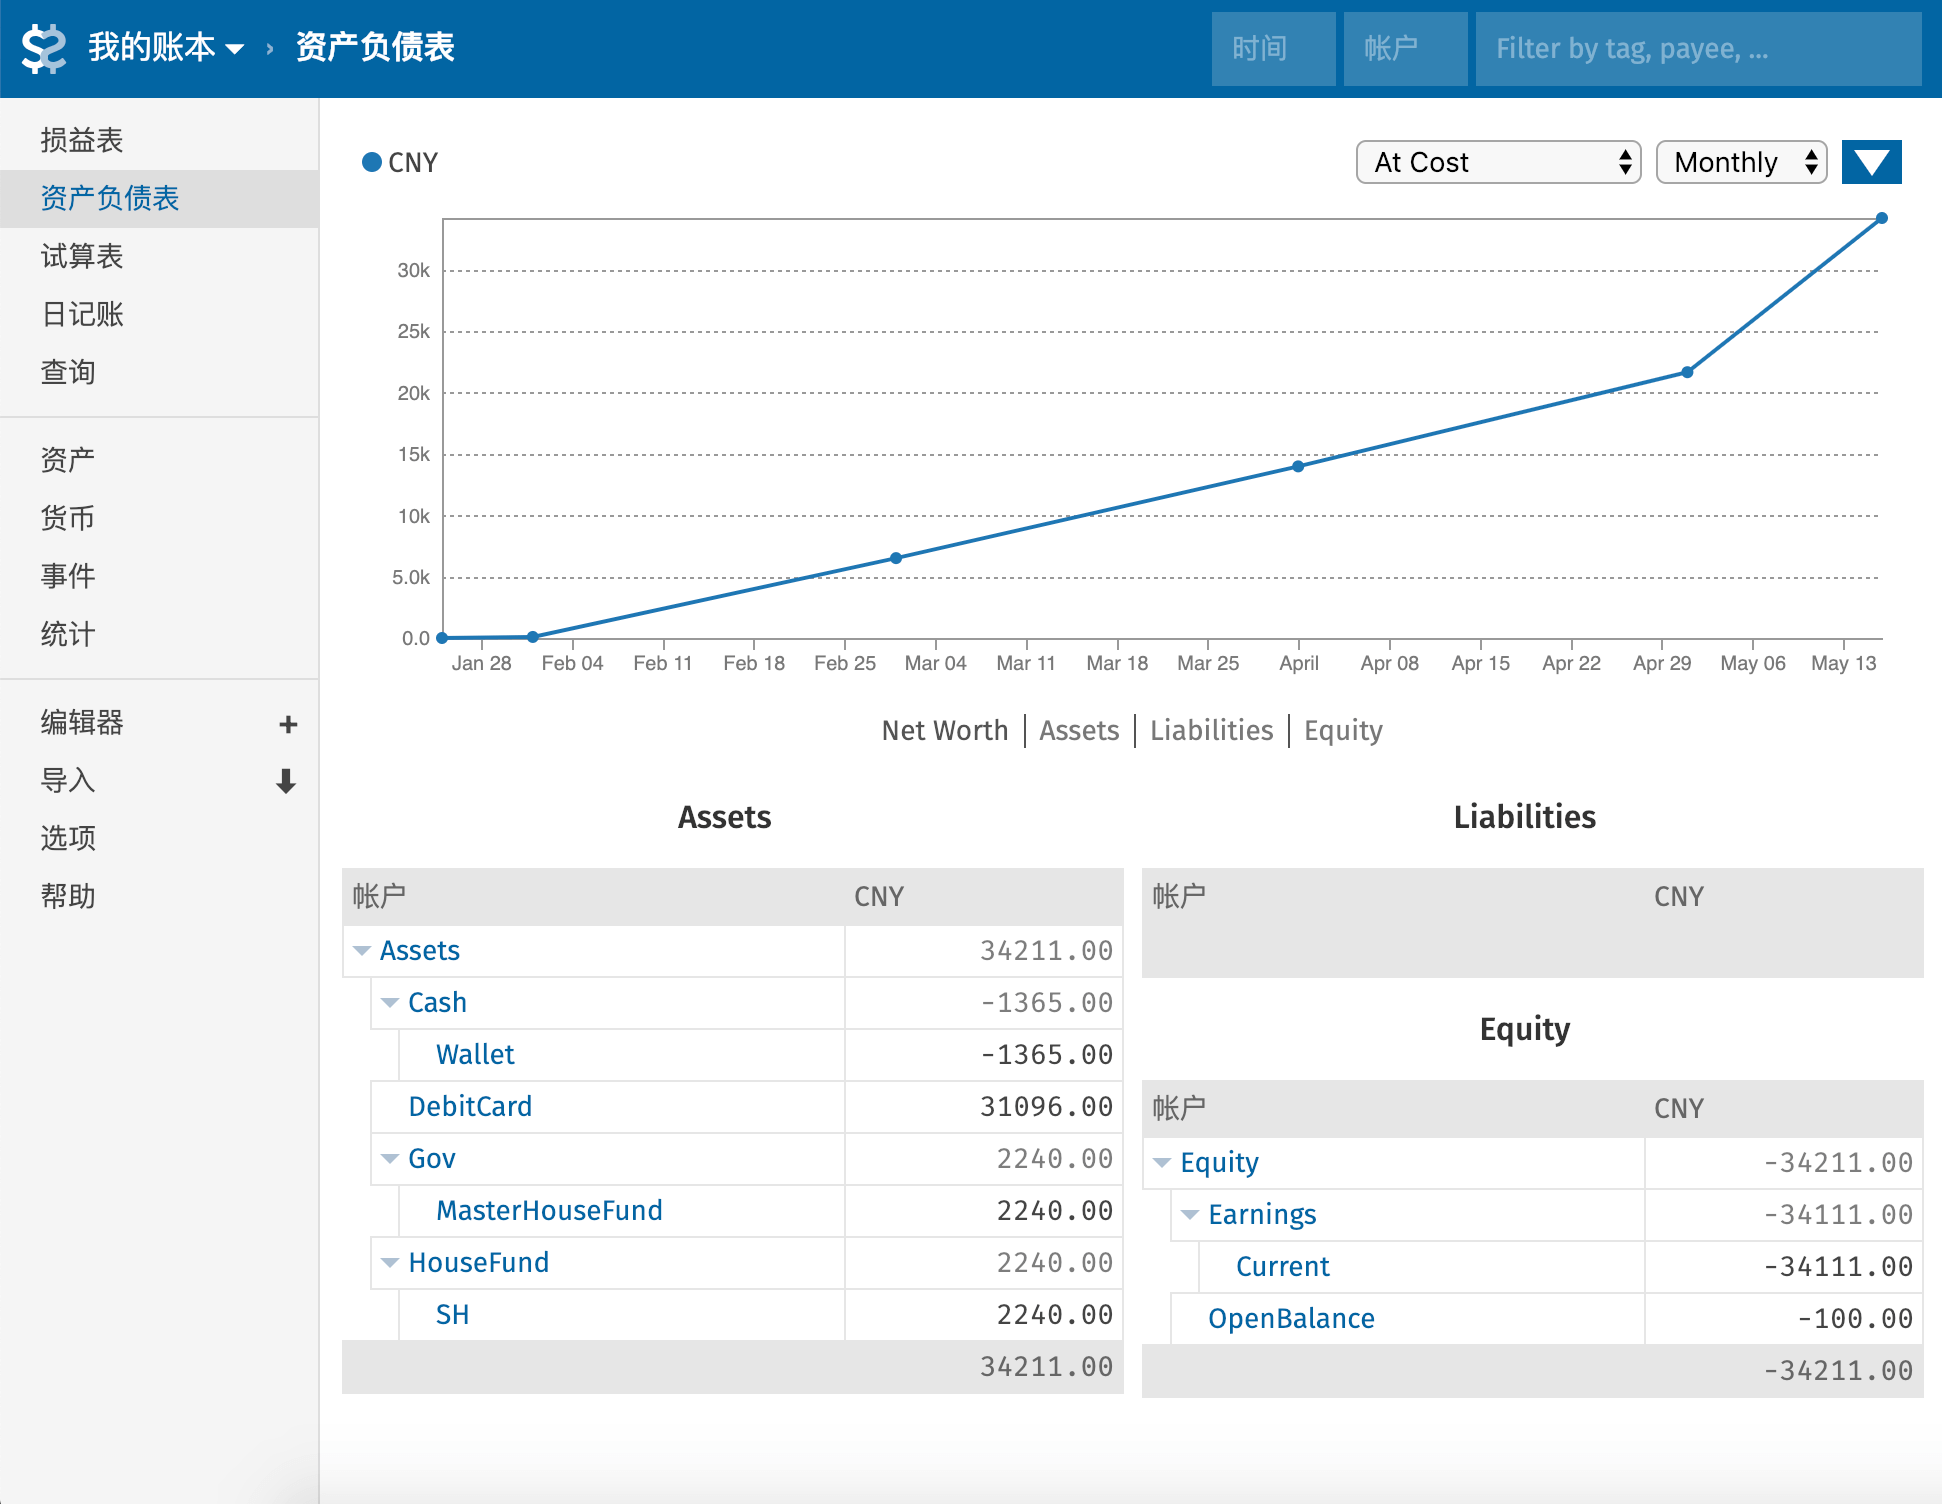 我的账本 › 资产负债表
时间
帐户
Filter by tag, payee, ...
损益表
资产负债表
试算表
日记账
查询
资产
货币
事件
统计
编辑器 +
导入
选项
帮助
CNY
At Cost
Monthly
30k
25k
20k
15k
10k
5.0k
0.0
Jan 28 Feb 04 Feb 11 Feb 18 Feb 25 Mar 04 Mar 11 Mar 18 Mar 25 April Apr 08 Apr 15 Apr 22 Apr 29 May 06 May 13
Net Worth | Assets | Liabilities | Equity
Assets
帐户 CNY
Assets 34211.00
Cash -1365.00
Wallet -1365.00
DebitCard 31096.00
Gov 2240.00
MasterHouseFund 2240.00
HouseFund 2240.00
SH 2240.00
34211.00
Liabilities
帐户 CNY
Equity
帐户 CNY
Equity -34211.00
Earnings -34111.00
Current -34111.00
OpenBalance -100.00
-34211.00